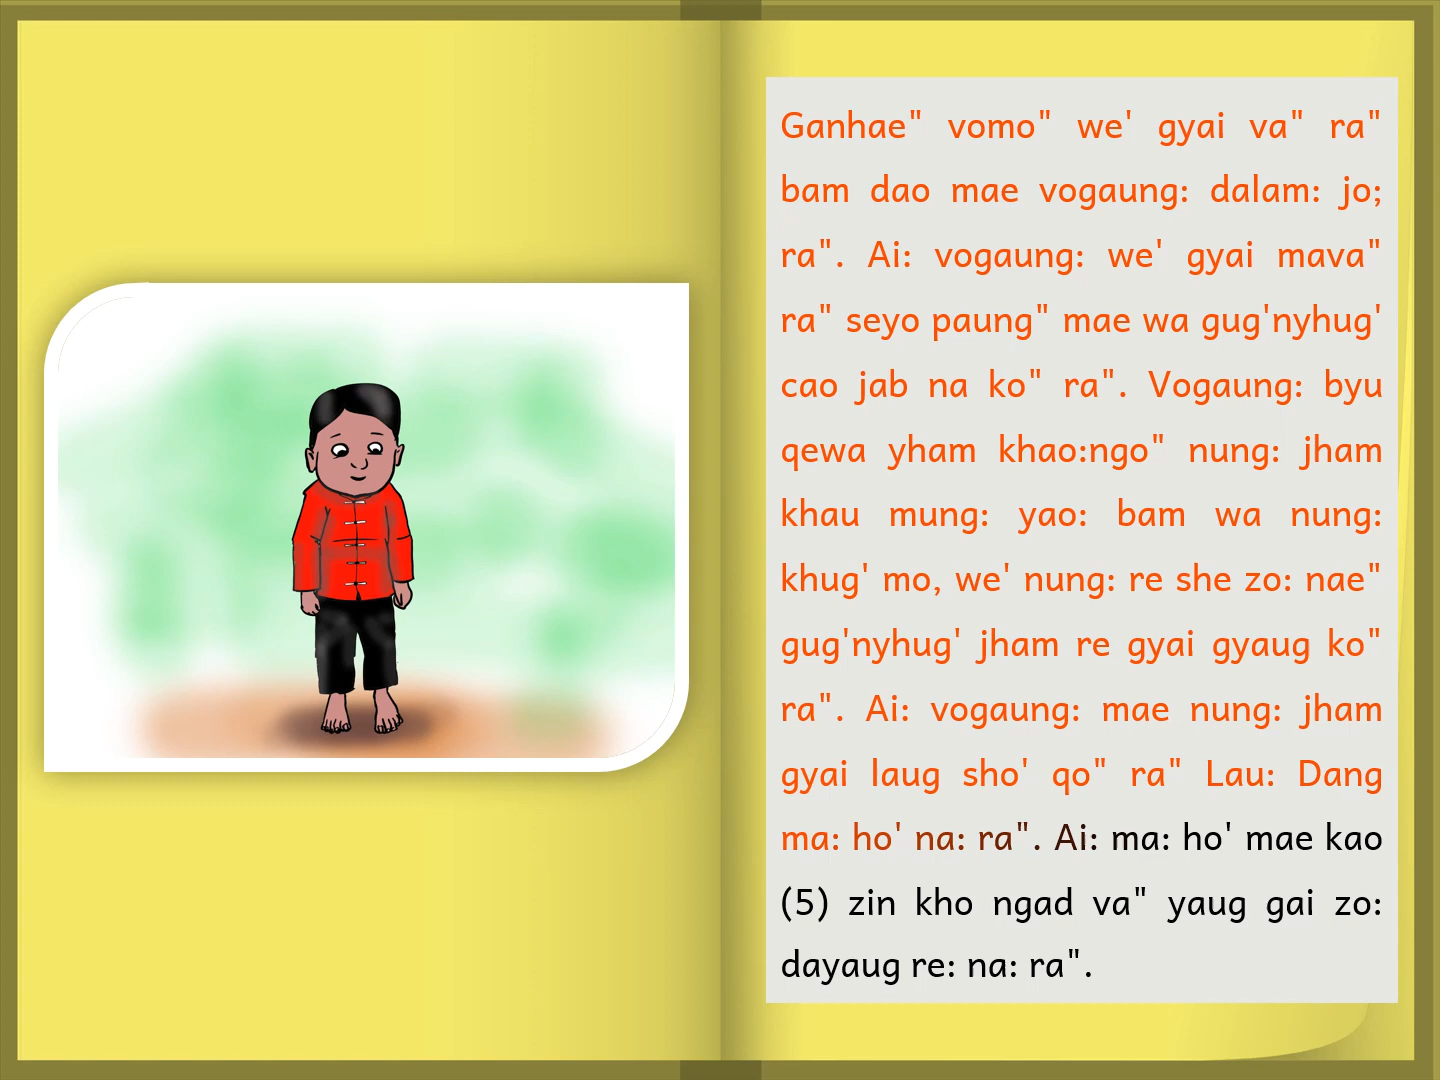 Ganhae" vomo" we' gyai va" ra"
bam dao mae vogaung: dalam: jo;
ra". Ai: vogaung: we' gyai mava"
ra" seyo paung" mae wa gug'nyhug'
cao jab na ko" ra". Vogaung: byu
qewa yham khao:ngo" nung: jham
khau mung: yao: bam wa nung:
khug' mo, we' nung: re she zo: nae"
gug'nyhug' jham re gyai gyaug ko"
ra". Ai: vogaung: mae nung: jham
gyai laug sho' qo" ra" Lau: Dang
ma: ho' na: ra". Ai: ma: ho' mae kao
(5) zin kho ngad va" yaug gai zo:
dayaug re: na: ra".